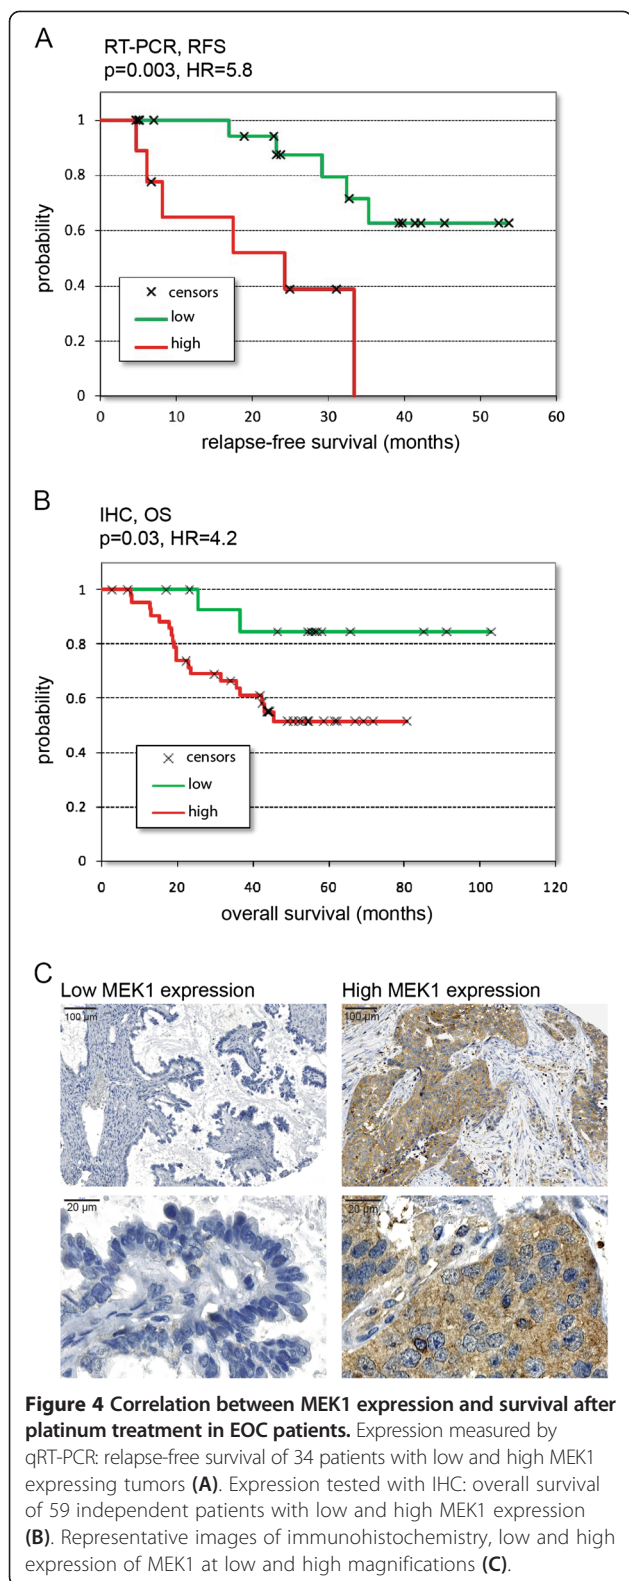 A
RT-PCR, RFS
p=0.003, HR=5.8
1
0.8
0.6
0.4
0.2
0
probability
censors
low
high
0 10 20 30 40 50 60
relapse-free survival (months)
B
IHC, OS
p=0.03, HR=4.2
1
0.8
0.6
0.4
0.2
0
probability
censors
low
high
0 20 40 60 80 100 120
overall survival (months)
C
Low MEK1 expression
High MEK1 expression
100 µm
100 µm
20 µm
20 µm
Figure 4 Correlation between MEK1 expression and survival after
platinum treatment in EOC patients. Expression measured by
qRT-PCR: relapse-free survival of 34 patients with low and high MEK1
expressing tumors (A). Expression tested with IHC: overall survival
of 59 independent patients with low and high MEK1 expression
(B). Representative images of immunohistochemistry, low and high
expression of MEK1 at low and high magnifications (C).